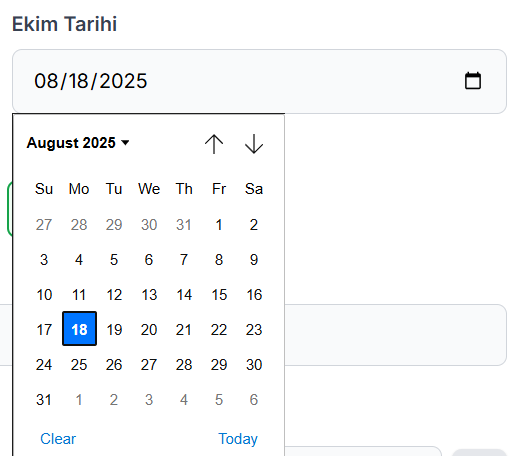 Ekim Tarihi
08/18/2025
August 2025
Su Mo Tu We Th Fr Sa
27 28 29 30 31 1 2
3 4 5 6 7 8 9
10 11 12 13 14 15 16
17 18 19 20 21 22 23
24 25 26 27 28 29 30
31 1 2 3 4 5 6
Clear Today